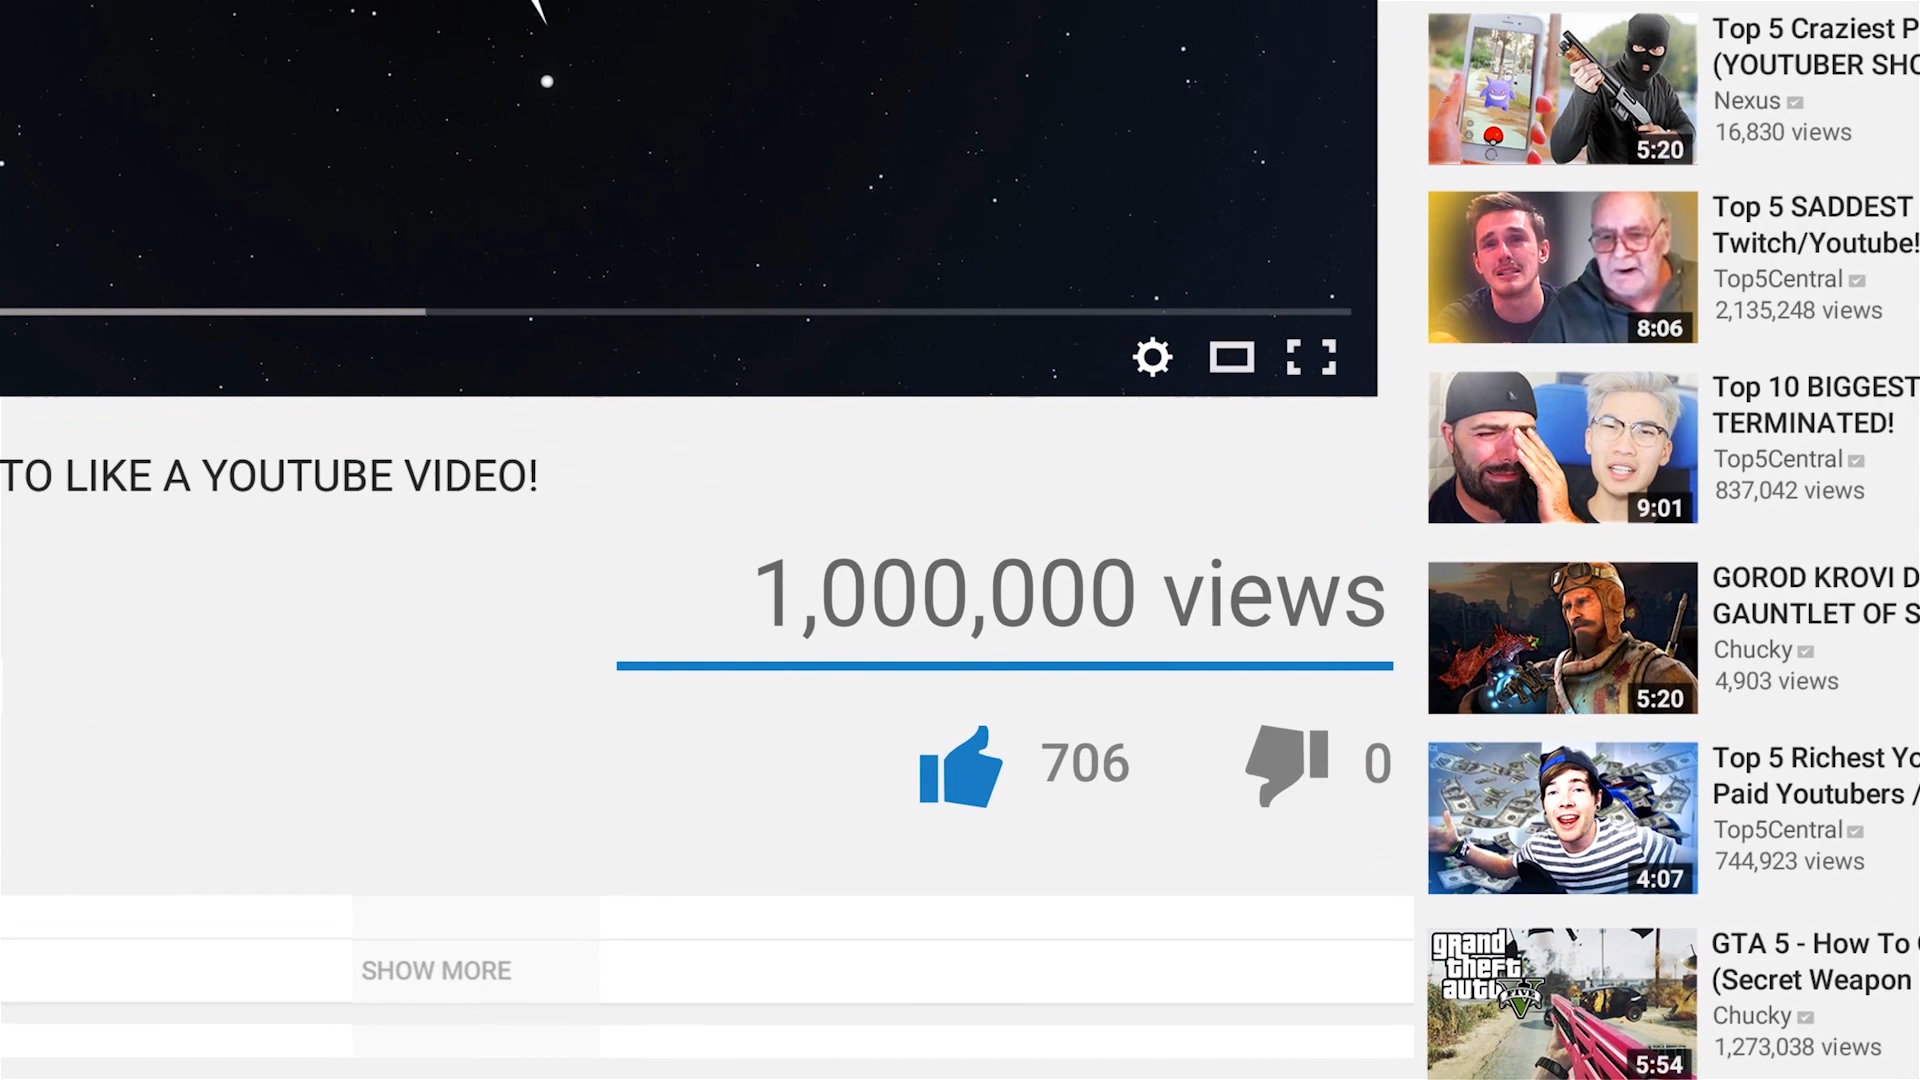 TO LIKE A YOUTUBE VIDEO!
1,000,000 views
706
0
SHOW MORE
5:20
Top 5 Craziest P
(YOUTUBER SHO
Nexus
16,830 views
8:06
Top 5 SADDEST
Twitch/Youtube!
Top5Central
2,135,248 views
9:01
Top 10 BIGGEST
TERMINATED!
Top5Central
837,042 views
5:20
GOROD KROVI D
GAUNTLET OF S
Chucky
4,903 views
4:07
Top 5 Richest Yo
Paid Youtubers /
Top5Central
744,923 views
grand
theft
auto
FIVE
5:54
GTA 5 - How To
(Secret Weapon
Chucky
1,273,038 views